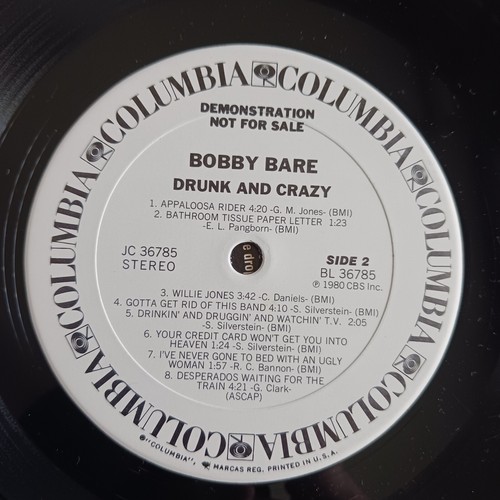 COLUMBIA COLUMBIA COLUMBIA COLUMBIA COLUMBIA COLUMBIA
DEMONSTRATION
NOT FOR SALE
BOBBY BARE
DRUNK AND CRAZY
1. APPALOOSA RIDER 4:20 -G. M. Jones- (BMI)
2. BATHROOM TISSUE PAPER LETTER 1:23
-E. L. Pangborn- (BMI)
JC 36785
STEREO
SIDE 2
BL 36785
℗ 1980 CBS Inc.
3. WILLIE JONES 3:42 -C. Daniels- (BMI)
4. GOTTA GET RID OF THIS BAND 4:10 -S. Silverstein- (BMI)
5. DRINKIN' AND DRUGGIN' AND WATCHIN' T.V. 2:05
-S. Silverstein- (BMI)
6. YOUR CREDIT CARD WON'T GET YOU INTO
HEAVEN 1:24 -S. Silverstein- (BMI)
7. I'VE NEVER GONE TO BED WITH AN UGLY
WOMAN 1:57 -R. C. Bannon- (BMI)
8. DESPERADOS WAITING FOR THE
TRAIN 4:21 -G. Clark-
(ASCAP)
"COLUMBIA", MARCAS REG. PRINTED IN U.S.A.